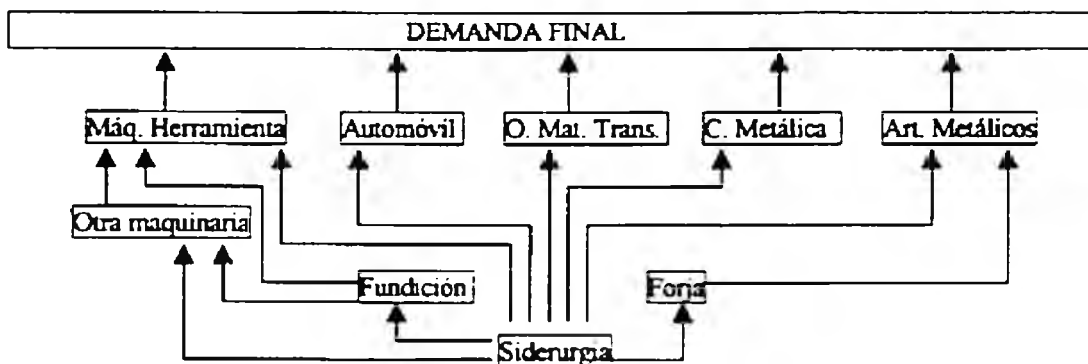 DEMANDA FINAL
Máq. Herramienta Automóvil O. Mat. Trans. C. Metálica Art. Metálicos
Otra maquinaria
Fundición Forja
Siderurgia